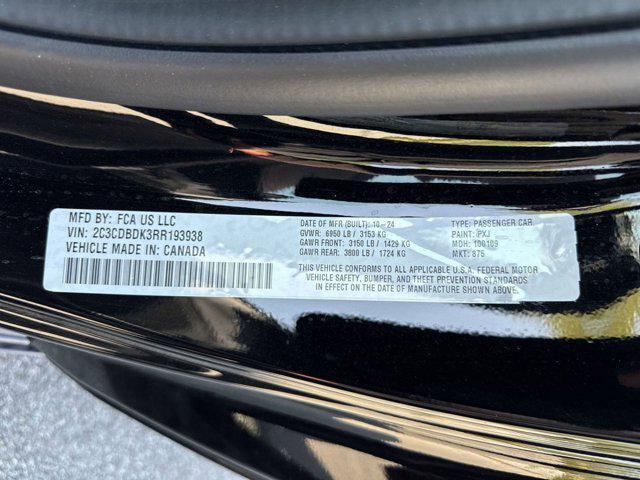 MFD BY: FCA US LLC
VIN: 2C3CDBDK3RR193938
VEHICLE MADE IN: CANADA
DATE OF MFR (BUILT): 10-24
GVWR: 6950 LB / 3153 KG
GAWR FRONT: 3150 LB / 1429 KG
GAWR REAR: 3800 LB / 1724 KG
TYPE: PASSENGER CAR
PAINT: PXJ
MDH: 100109
MKT: 876
THIS VEHICLE CONFORMS TO ALL APPLICABLE U.S.A. FEDERAL MOTOR
VEHICLE SAFETY, BUMPER, AND THEFT PREVENTION STANDARDS
IN EFFECT ON THE DATE OF MANUFACTURE SHOWN ABOVE